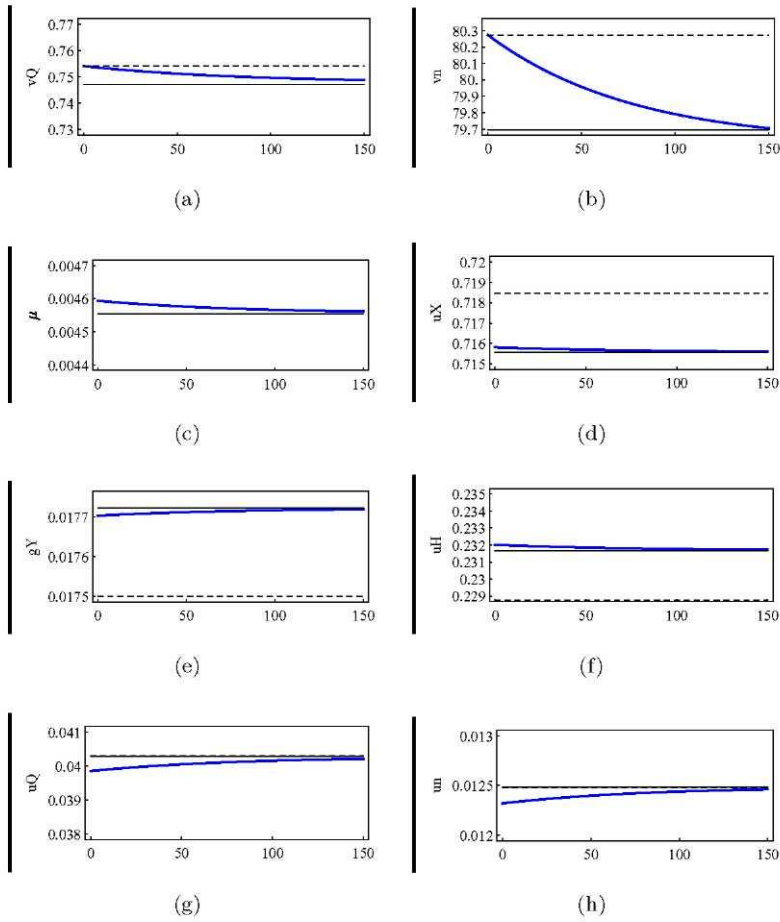 0.77
0.76
0.75
0.74
0.73
vQ
0 50 100 150
(a)
80.3
80.2
80.1
80.0
79.9
79.8
79.7
vn
0 50 100 150
(b)
0.0047
0.0046
0.0045
0.0044
μ
0 50 100 150
(c)
0.72
0.719
0.718
0.717
0.716
0.715
uX
0 50 100 150
(d)
0.0177
0.0176
0.0175
gY
0 50 100 150
(e)
0.235
0.234
0.233
0.232
0.231
0.23
0.229
uH
0 50 100 150
(f)
0.041
0.04
0.039
0.038
uQ
0 50 100 150
(g)
0.013
0.0125
0.012
un
0 50 100 150
(h)